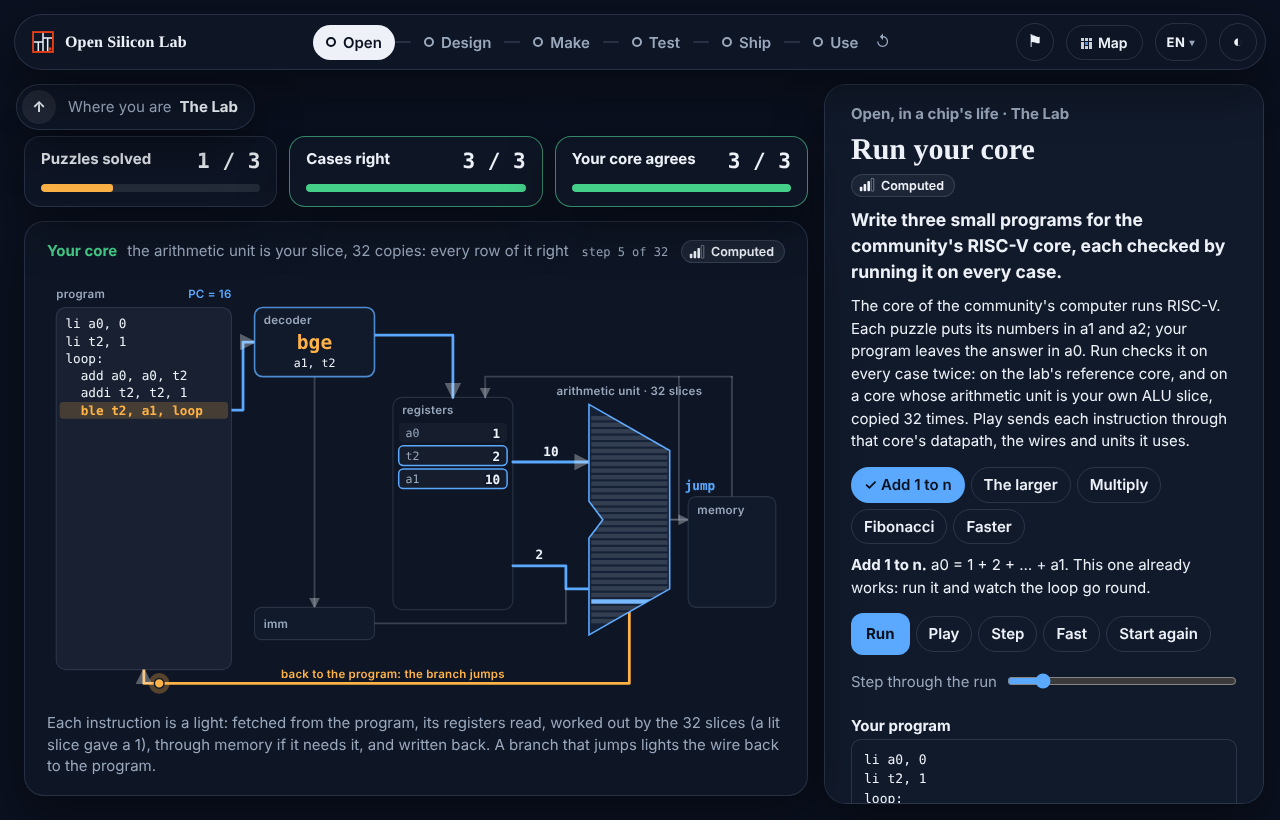 Open Silicon Lab
Open
Design
Make
Test
Ship
Use
Map
EN
Where you are The Lab
Puzzles solved 1 / 3
Cases right 3 / 3
Your core agrees 3 / 3
Your core the arithmetic unit is your slice, 32 copies: every row of it right step 5 of 32 Computed
program PC = 16
li a0, 0
li t2, 1
loop:
add a0, a0, t2
addi t2, t2, 1
ble t2, a1, loop
decoder
bge
a1, t2
registers
a0 1
t2 2
a1 10
imm
arithmetic unit · 32 slices
10
2
jump
memory
back to the program: the branch jumps
Each instruction is a light: fetched from the program, its registers read, worked out by the 32 slices (a lit
slice gave a 1), through memory if it needs it, and written back. A branch that jumps lights the wire back
to the program.
Open, in a chip's life · The Lab
Run your core
Computed
Write three small programs for the
community's RISC-V core, each checked by
running it on every case.
The core of the community's computer runs RISC-V.
Each puzzle puts its numbers in a1 and a2; your
program leaves the answer in a0. Run checks it on
every case twice: on the lab's reference core, and on
a core whose arithmetic unit is your own ALU slice,
copied 32 times. Play sends each instruction through
that core's datapath, the wires and units it uses.
✓ Add 1 to n
The larger
Multiply
Fibonacci
Faster
Add 1 to n. a0 = 1 + 2 + ... + a1. This one already
works: run it and watch the loop go round.
Run
Play
Step
Fast
Start again
Step through the run
Your program
li a0, 0
li t2, 1
loop: